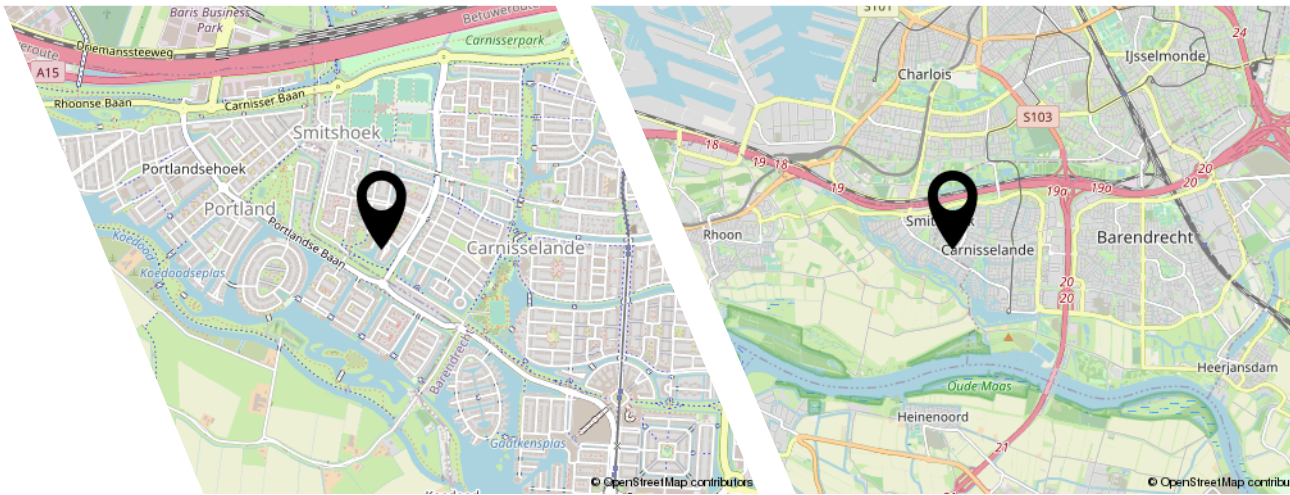 Baris Business
Park
Betuweroute
Driemanssteeweg
Carnisserpark
A15
Rhoonse Baan
Carnisser Baan
Smitshoek
Portlandsehoek
Portland
Portlandse Baan
Koedood
Koedoodseplas
Carnisselande
Barendrecht
Gaatkensplas
© OpenStreetMap contributors
S101
24
IJsselmonde
Charlois
S103
18
19
18
19
19a
19a
20
20
Rhoon
Carnisselande
Barendrecht
20
20
Heerjansdam
Oude Maas
Heinenoord
21
© OpenStreetMap contribu